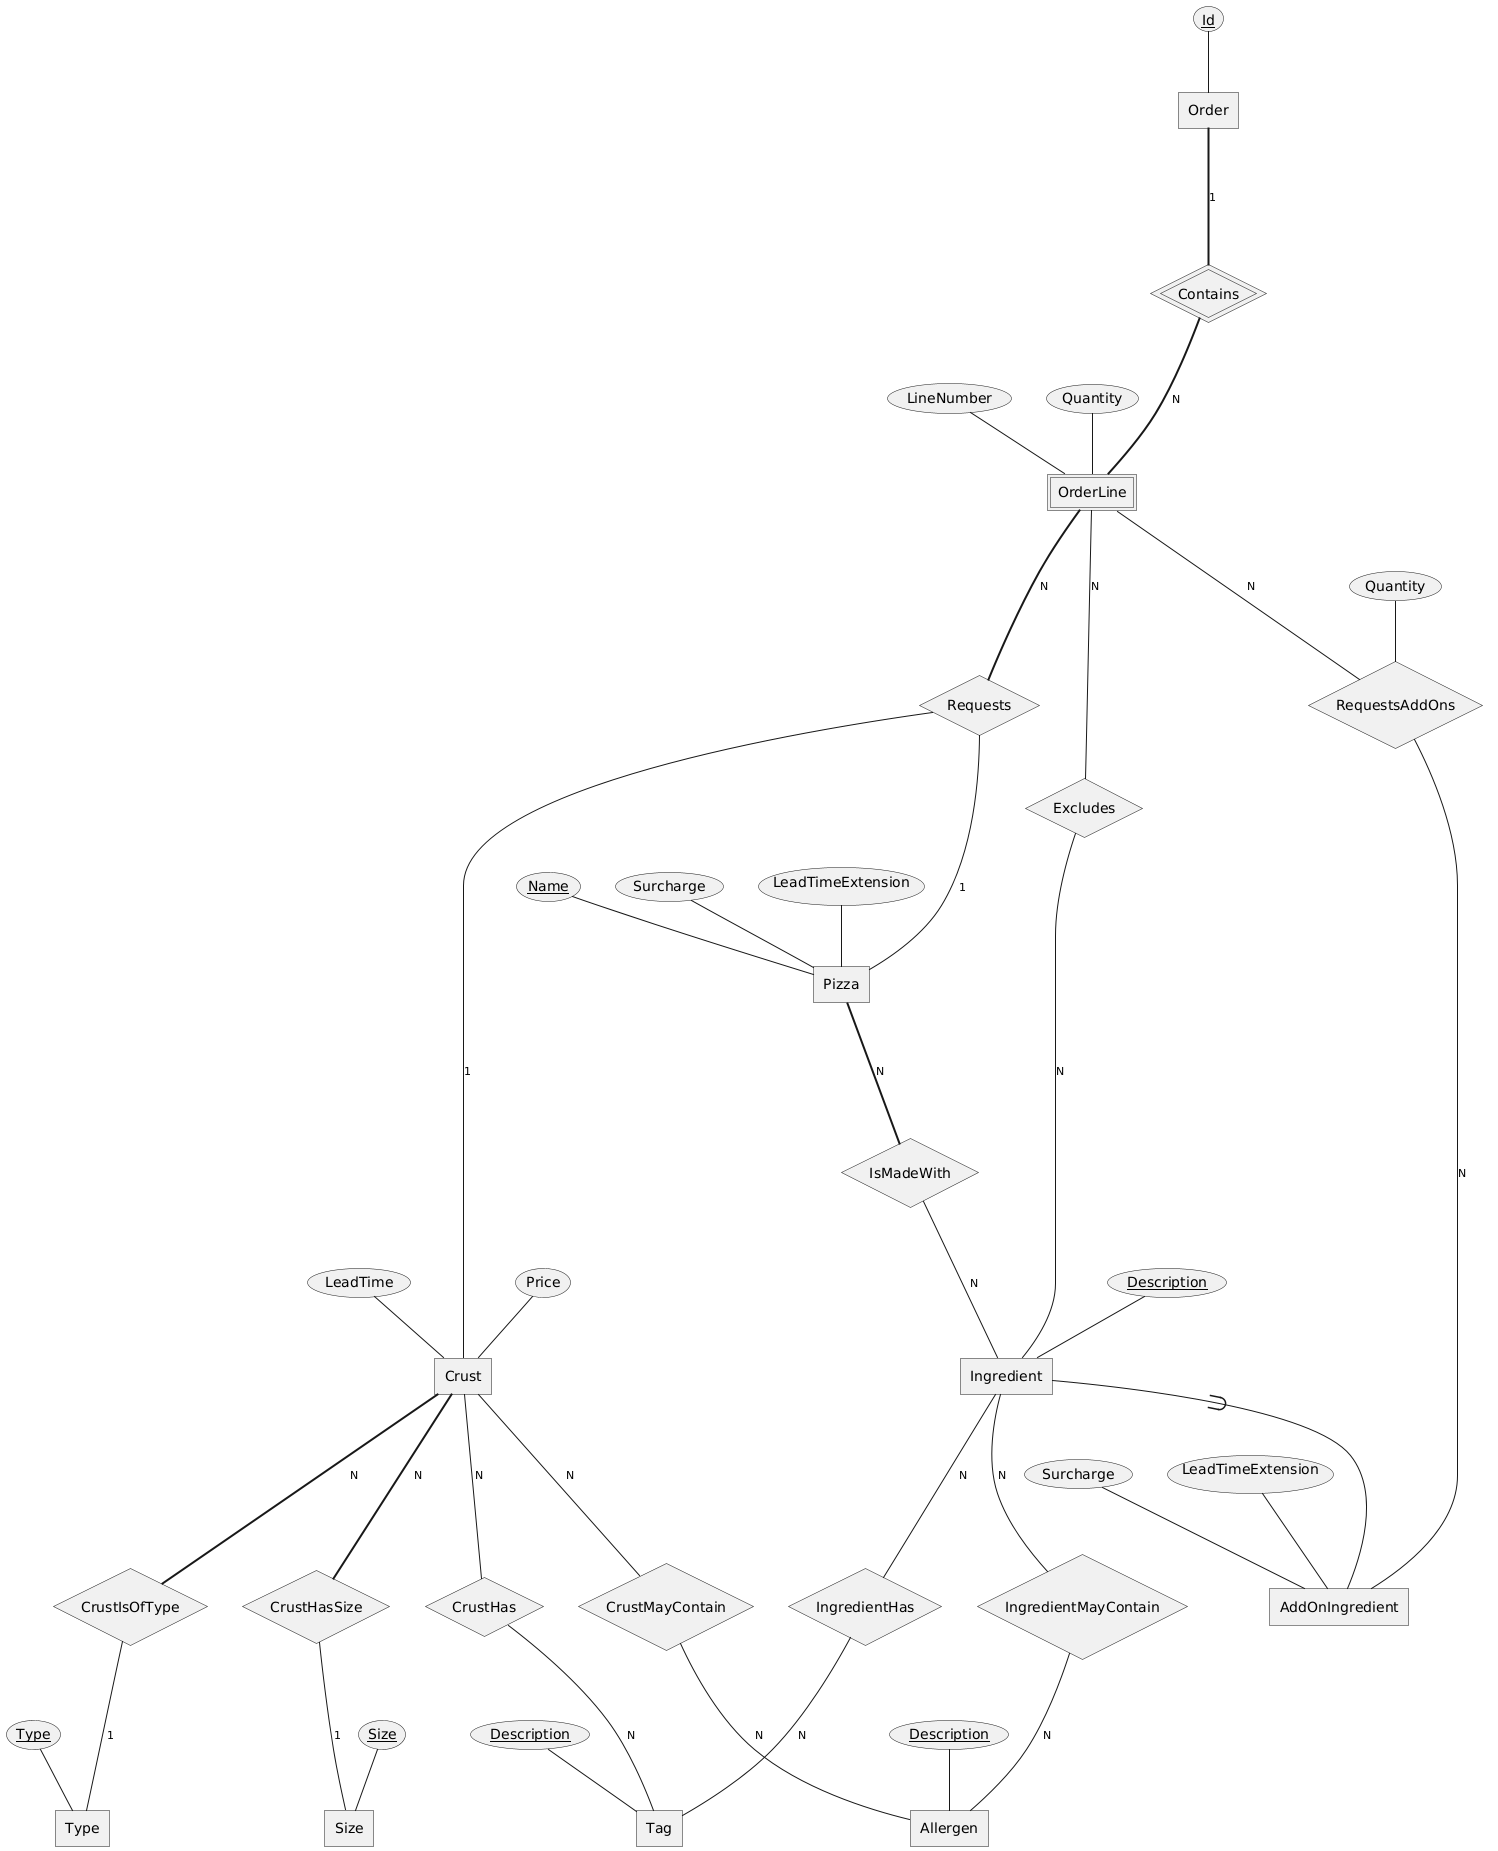 Id
Order
1
Contains
LineNumber
Quantity
N
OrderLine
N
N
N
Quantity
Requests
RequestsAddOns
Excludes
Name
Surcharge
LeadTimeExtension
1
Pizza
1
N
N
N
IsMadeWith
LeadTime
Price
N
Description
Crust
Ingredient
N
N
N
N
N
N
Surcharge
LeadTimeExtension
CrustIsOfType
CrustHasSize
CrustHas
CrustMayContain
IngredientHas
IngredientMayContain
AddOnIngredient
Type
1
1
Size
Description
N
N
N
Description
N
Type
Size
Tag
Allergen